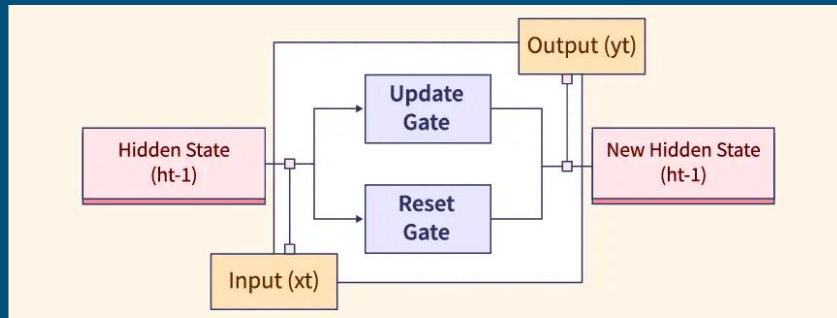 Output (yt)
Update
Gate
Hidden State
(ht-1)
New Hidden State
(ht-1)
Reset
Gate
Input (xt)